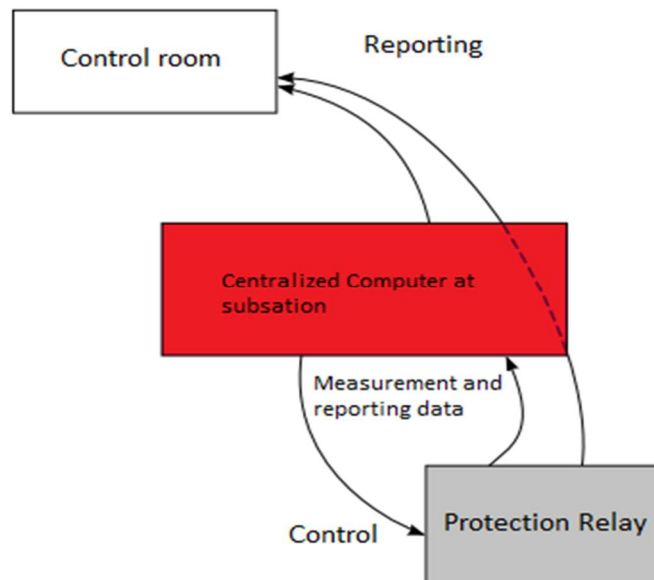 Control room
Reporting
Centralized Computer at
subsation
Measurement and
reporting data
Control
Protection Relay